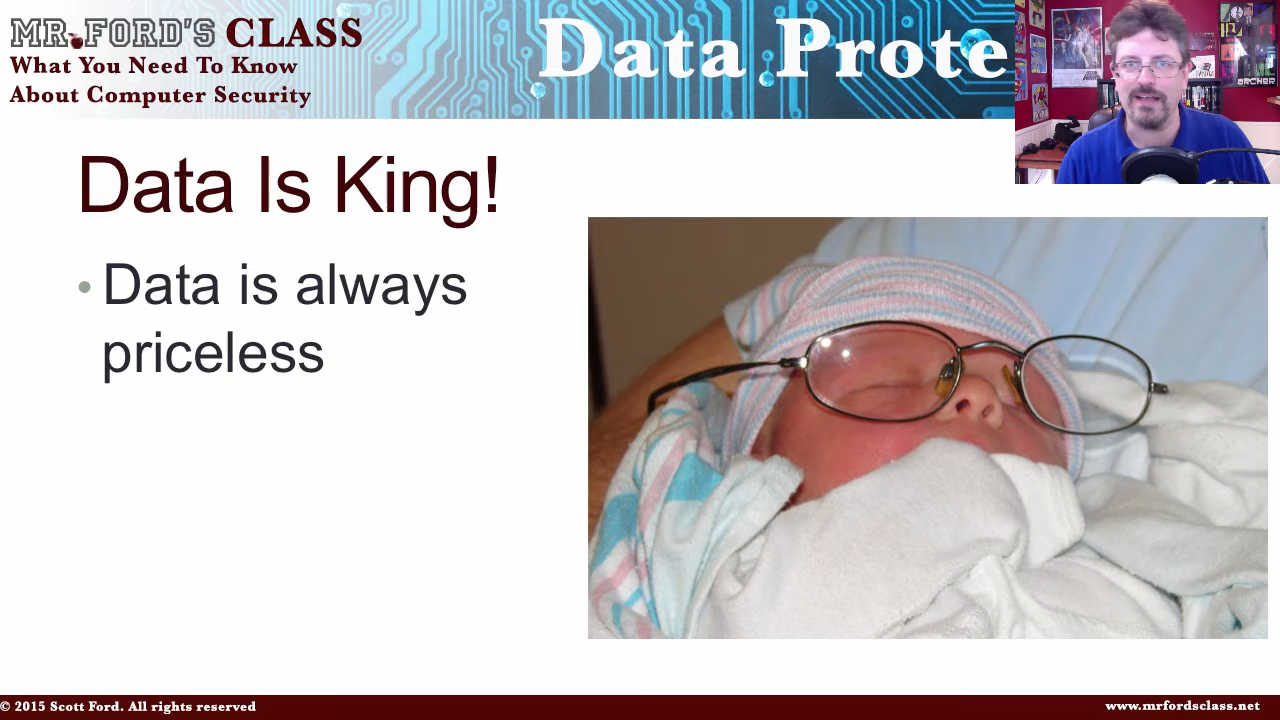 MR. FORD'S CLASS
What You Need To Know
About Computer Security
Data Prote
ARCHER
Data Is King!
• Data is always
priceless
© 2015 Scott Ford. All rights reserved
www.mrfordsclass.net